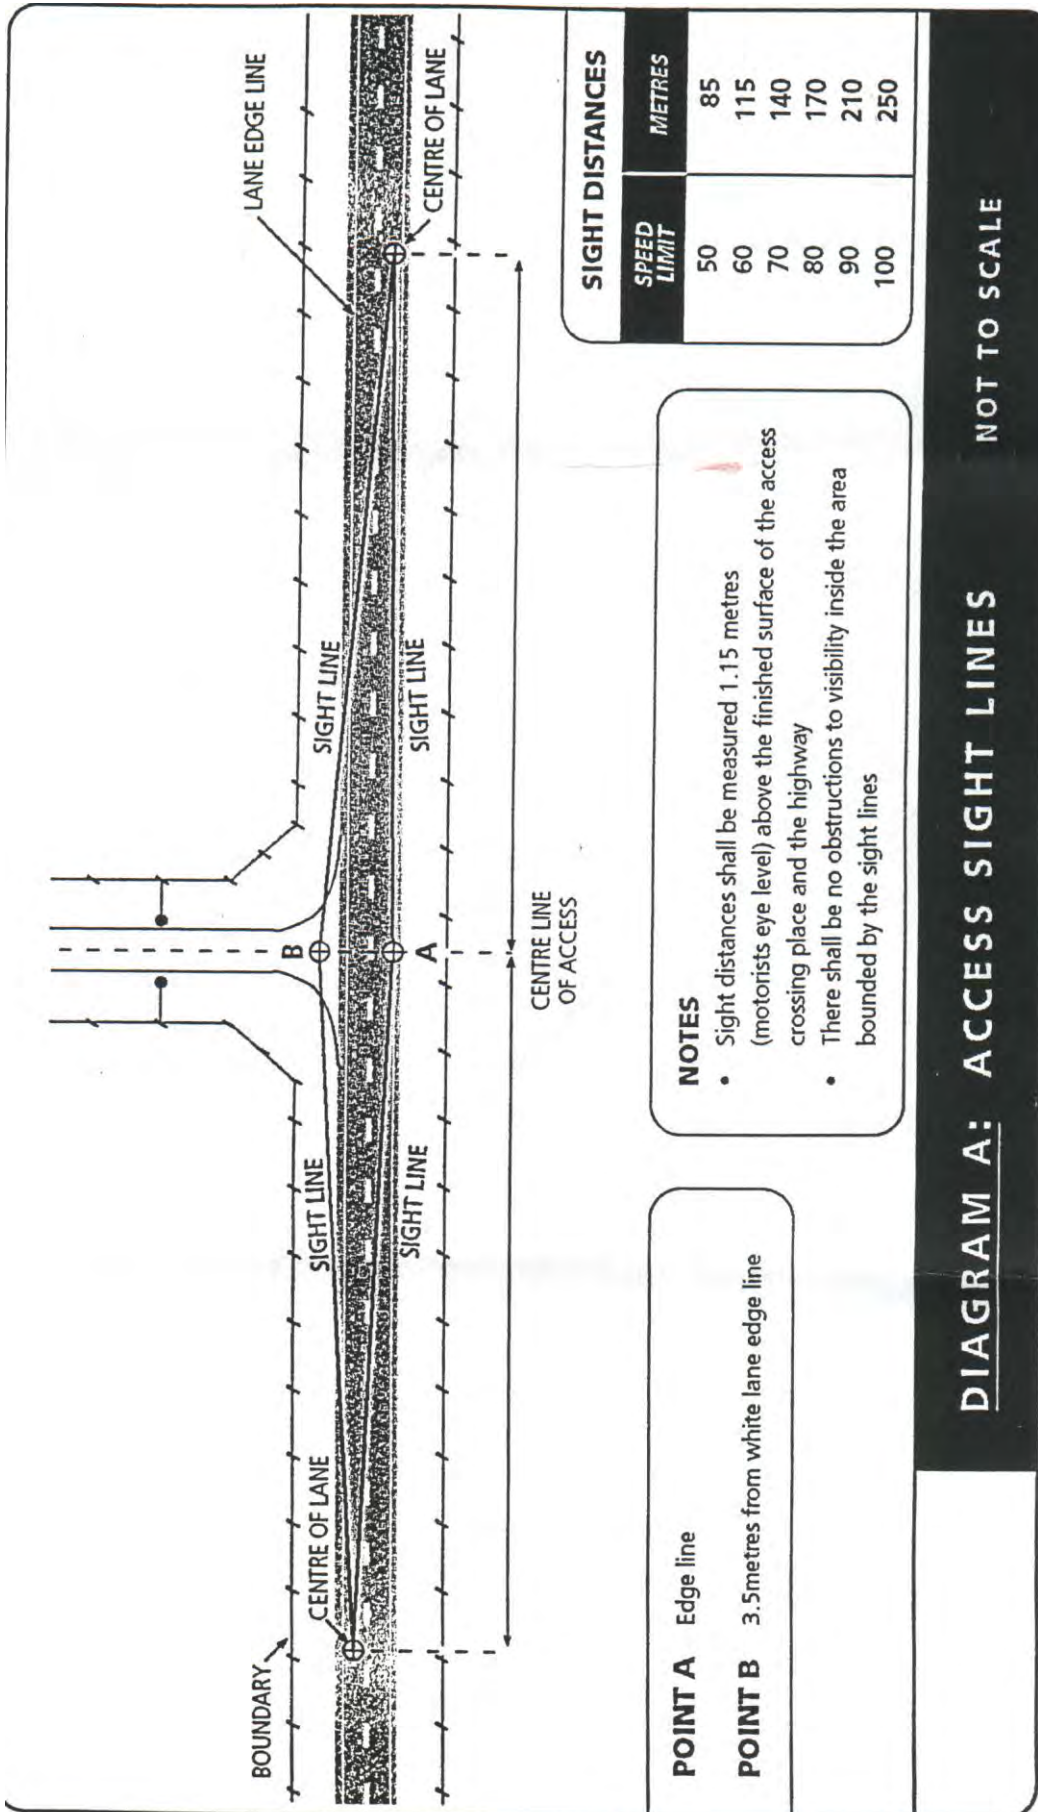 BOUNDARY
CENTRE OF LANE
SIGHT LINE
SIGHT LINE
B
A
SIGHT LINE
SIGHT LINE
LANE EDGE LINE
CENTRE OF LANE
CENTRE LINE
OF ACCESS
POINT A Edge line
POINT B 3.5metres from white lane edge line
NOTES
• Sight distances shall be measured 1.15 metres
(motorists eye level) above the finished surface of the access
crossing place and the highway
• There shall be no obstructions to visibility inside the area
bounded by the sight lines
SIGHT DISTANCES
SPEED LIMIT METRES
50 85
60 115
70 140
80 170
90 210
100 250
DIAGRAM A: ACCESS SIGHT LINES NOT TO SCALE